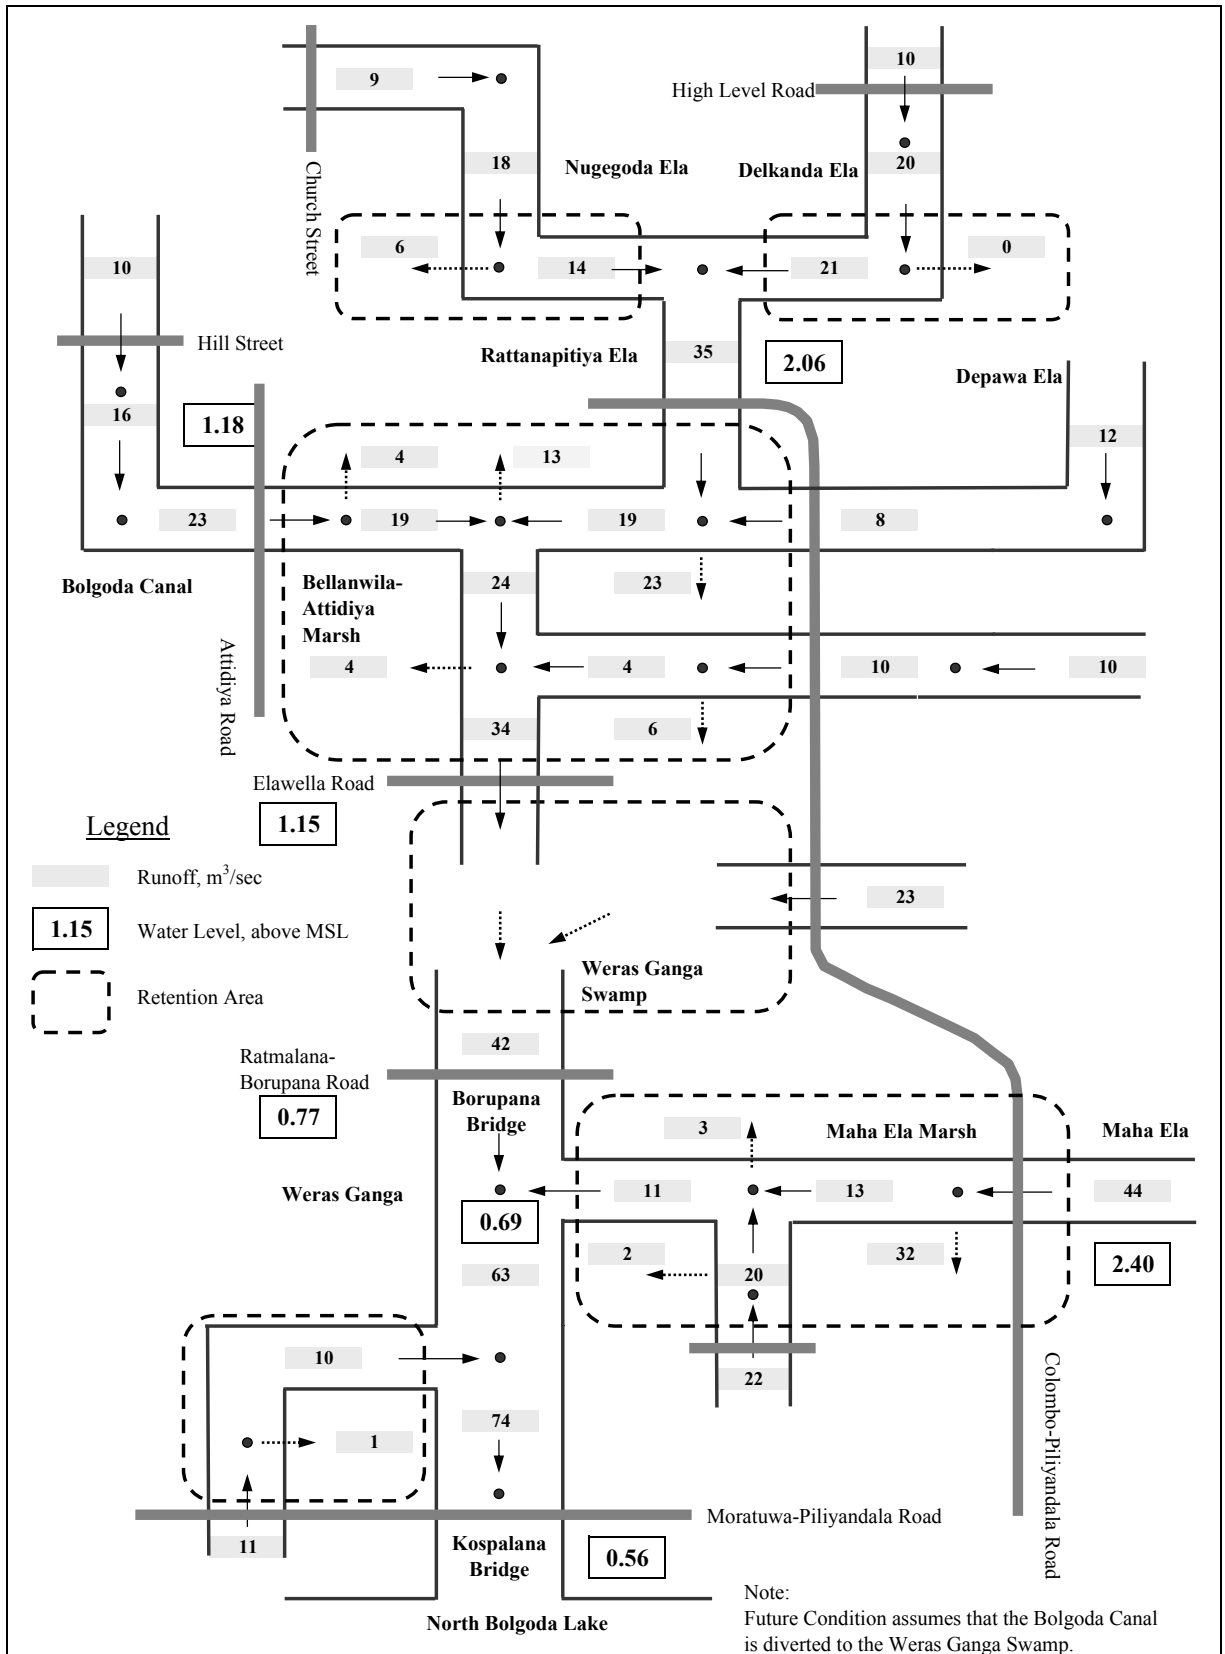 10
9
High Level Road
Church Street
18
Nugegoda Ela
Delkanda Ela
20
6
0
10
14
21
Hill Street
Rattanapitiya Ela
35
2.06
Depawa Ela
16
1.18
12
4
13
23
19
19
8
Bolgoda Canal
Bellanwila-
Attidiya
Marsh
24
23
Attidiya Road
4
4
10
10
34
6
Elawella Road
1.15
Legend
Runoff, m3/sec
1.15
Water Level, above MSL
Retention Area
23
Weras Ganga
Swamp
42
Ratmalana-
Borupana Road
0.77
Borupana
Bridge
3
Maha Ela Marsh
Maha Ela
Weras Ganga
11
13
44
0.69
2
32
2.40
63
20
10
22
Colombo-Piliyandala Road
74
1
Moratuwa-Piliyandala Road
11
Kospalana
Bridge
0.56
North Bolgoda Lake
Note:
Future Condition assumes that the Bolgoda Canal
is diverted to the Weras Ganga Swamp.